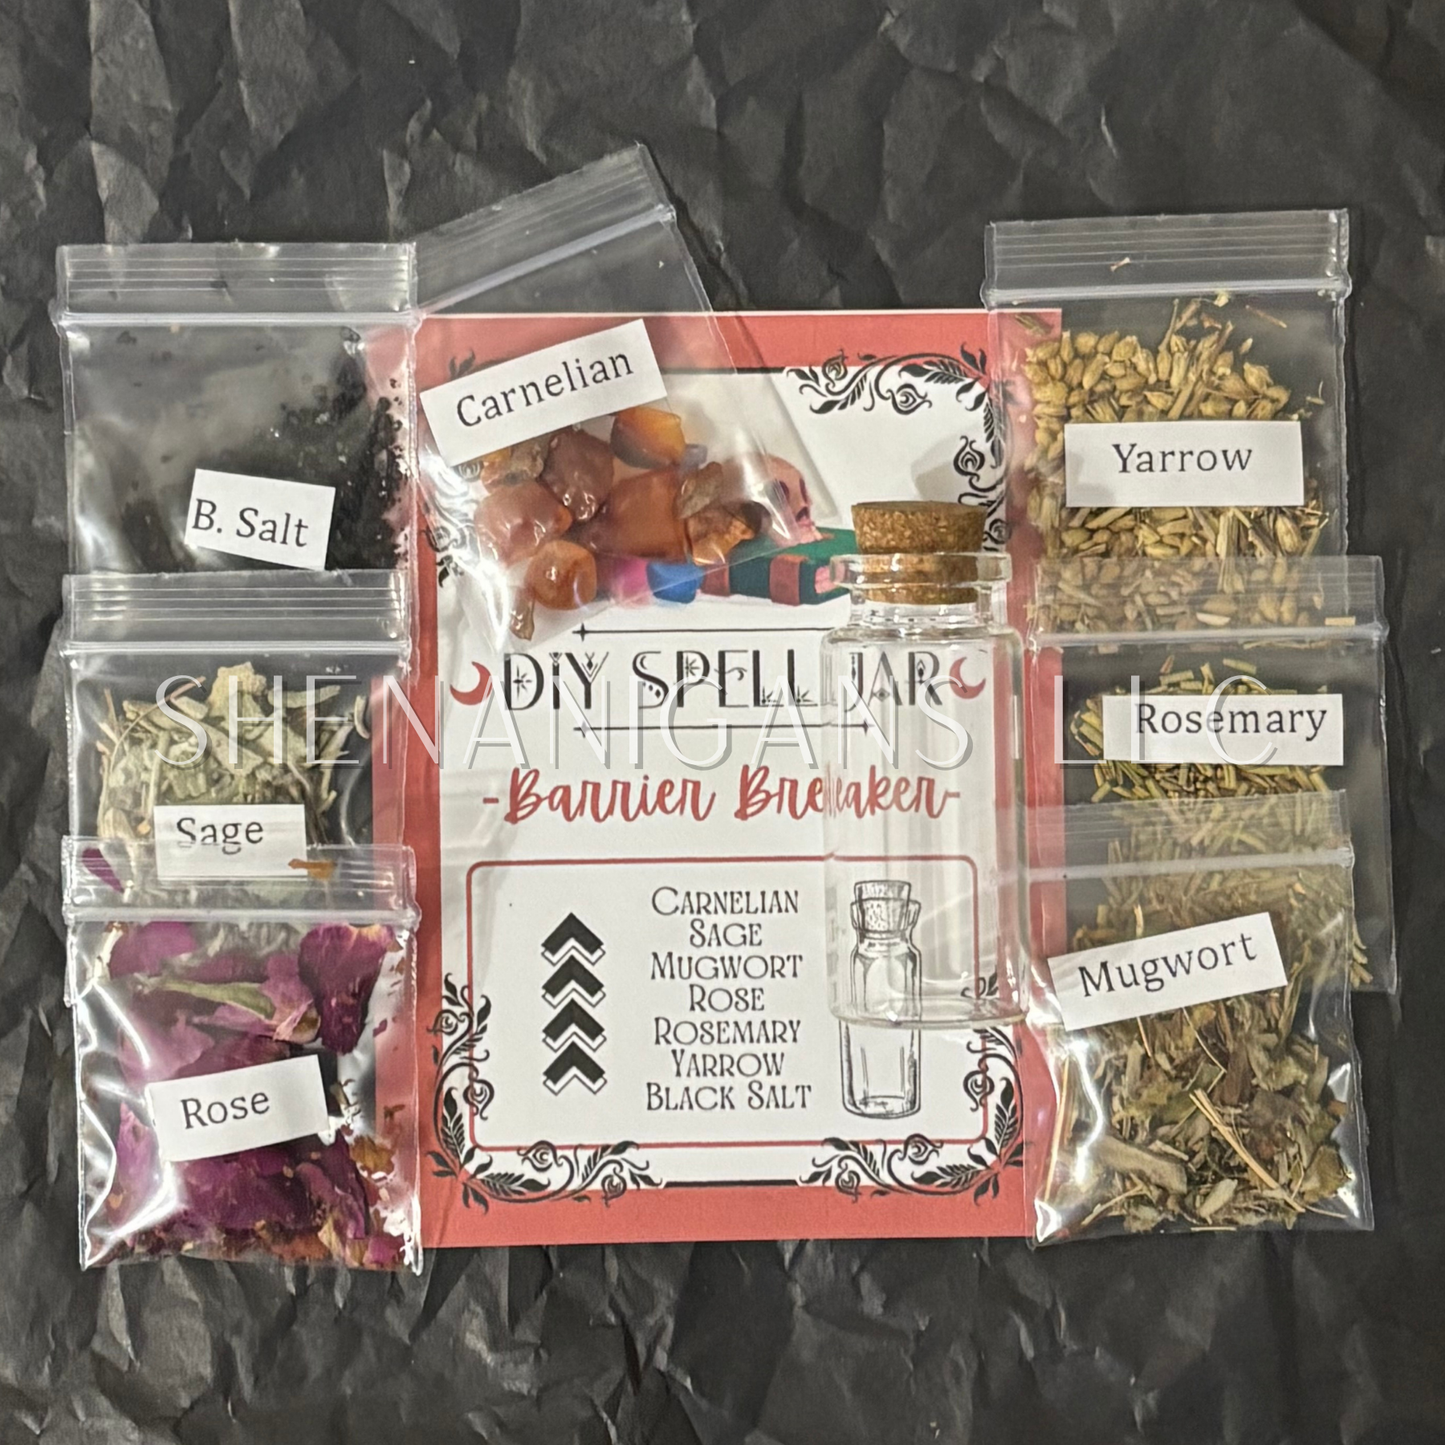 Carnelian
Yarrow
B. Salt
DIY SPELL JAR
SHENANIGANS LLC
Rosemary
-Barrier Breaker-
Sage
CARNELIAN
SAGE
MUGWORT
ROSE
ROSEMARY
YARROW
BLACK SALT
Mugwort
Rose